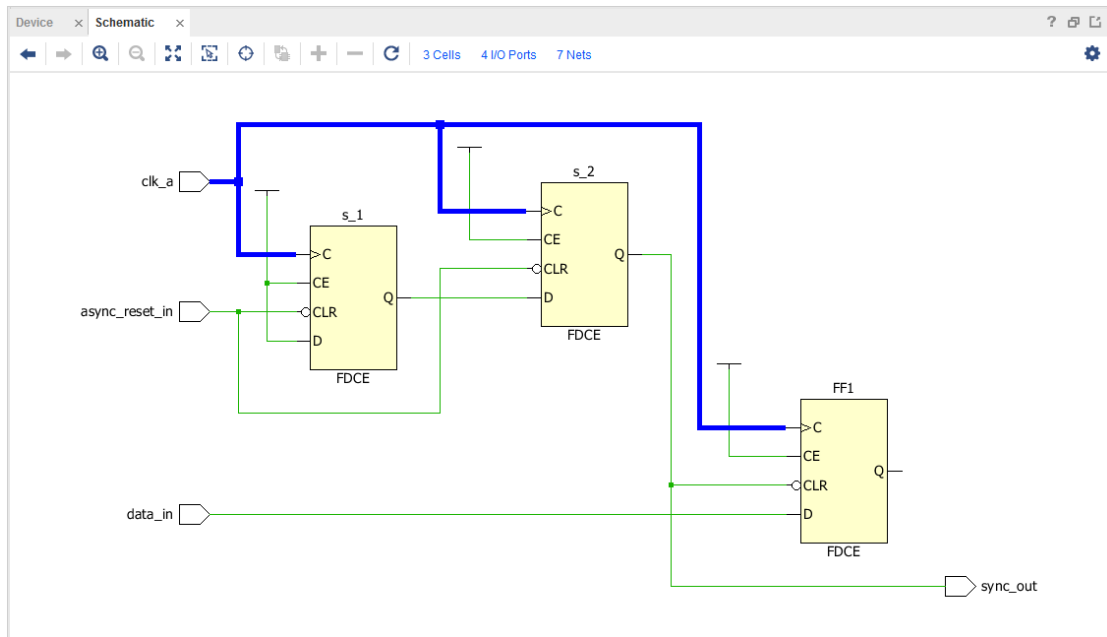 Device × Schematic × ?
3 Cells 4 I/O Ports 7 Nets
clk_a
s_1
C
CE
CLR
D
Q
FDCE
s_2
C
CE
CLR
D
Q
FDCE
async_reset_in
FF1
C
CE
CLR
D
Q
FDCE
data_in
sync_out